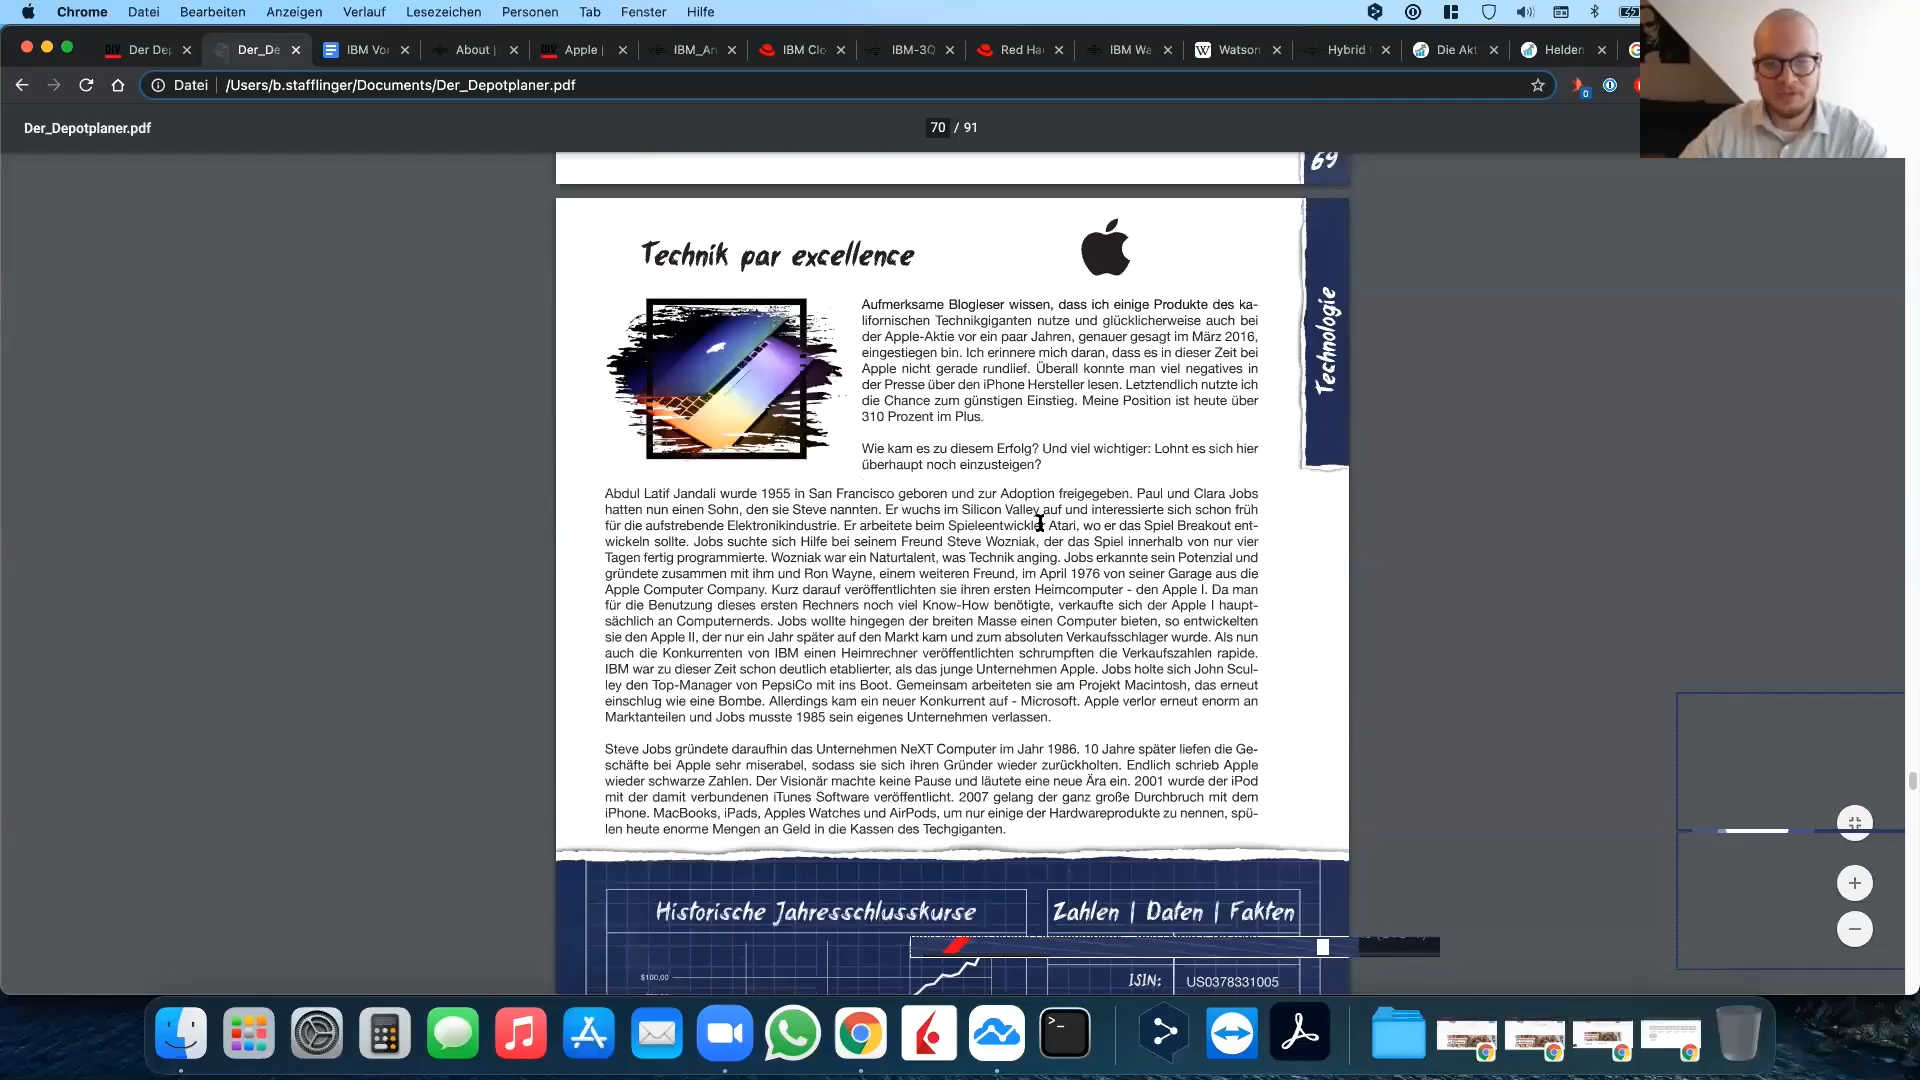 Chrome Datei Bearbeiten Anzeigen Verlauf Lesezeichen Personen Tab Fenster Hilfe
Der De
Der_De
IBM Vo
About |
Apple |
IBM_An
IBM Clo
IBM-3Q
Red Ha
IBM Wa
Watson
Hybrid
Die Akt
Helden
Datei | /Users/b.stafflinger/Documents/Der_Depotplaner.pdf
0
Der_Depotplaner.pdf
70 / 91
69
Technik par excellence
Technologie
Aufmerksame Blogleser wissen, dass ich einige Produkte des ka-
lifornischen Technikgiganten nutze und glücklicherweise auch bei
der Apple-Aktie vor ein paar Jahren, genauer gesagt im März 2016,
eingestiegen bin. Ich erinnere mich daran, dass es in dieser Zeit bei
Apple nicht gerade rundlief. Überall konnte man viel negatives in
der Presse über den iPhone Hersteller lesen. Letztendlich nutzte ich
die Chance zum günstigen Einstieg. Meine Position ist heute über
310 Prozent im Plus.
Wie kam es zu diesem Erfolg? Und viel wichtiger: Lohnt es sich hier
überhaupt noch einzusteigen?
Abdul Latif Jandali wurde 1955 in San Francisco geboren und zur Adoption freigegeben. Paul und Clara Jobs
hatten nun einen Sohn, den sie Steve nannten. Er wuchs im Silicon Valley auf und interessierte sich schon früh
für die aufstrebende Elektronikindustrie. Er arbeitete beim Spieleentwickler Atari, wo er das Spiel Breakout ent-
wickeln sollte. Jobs suchte sich Hilfe bei seinem Freund Steve Wozniak, der das Spiel innerhalb von nur vier
Tagen fertig programmierte. Wozniak war ein Naturtalent, was Technik anging. Jobs erkannte sein Potenzial und
gründete zusammen mit ihm und Ron Wayne, einem weiteren Freund, im April 1976 von seiner Garage aus die
Apple Computer Company. Kurz darauf veröffentlichten sie ihren ersten Heimcomputer - den Apple I. Da man
für die Benutzung dieses ersten Rechners noch viel Know-How benötigte, verkaufte sich der Apple I haupt-
sächlich an Computernerds. Jobs wollte hingegen der breiten Masse einen Computer bieten, so entwickelten
sie den Apple II, der nur ein Jahr später auf den Markt kam und zum absoluten Verkaufsschlager wurde. Als nun
auch die Konkurrenten von IBM einen Heimrechner veröffentlichten schrumpften die Verkaufszahlen rapide.
IBM war zu dieser Zeit schon deutlich etablierter, als das junge Unternehmen Apple. Jobs holte sich John Scul-
ley den Top-Manager von PepsiCo mit ins Boot. Gemeinsam arbeiteten sie am Projekt Macintosh, das erneut
einschlug wie eine Bombe. Allerdings kam ein neuer Konkurrent auf - Microsoft. Apple verlor erneut enorm an
Marktanteilen und Jobs musste 1985 sein eigenes Unternehmen verlassen.
Steve Jobs gründete daraufhin das Unternehmen NeXT Computer im Jahr 1986. 10 Jahre später liefen die Ge-
schäfte bei Apple sehr miserabel, sodass sie sich ihren Gründer wieder zurückholten. Endlich schrieb Apple
wieder schwarze Zahlen. Der Visionär machte keine Pause und läutete eine neue Ära ein. 2001 wurde der iPod
mit der damit verbundenen iTunes Software veröffentlicht. 2007 gelang der ganz große Durchbruch mit dem
iPhone. MacBooks, iPads, Apples Watches und AirPods, um nur einige der Hardwareprodukte zu nennen, spü-
len heute enorme Mengen an Geld in die Kassen des Techgiganten.
Historische Jahresschlusskurse
Zahlen | Daten | Fakten
$100,00
ISIN: US0378331005